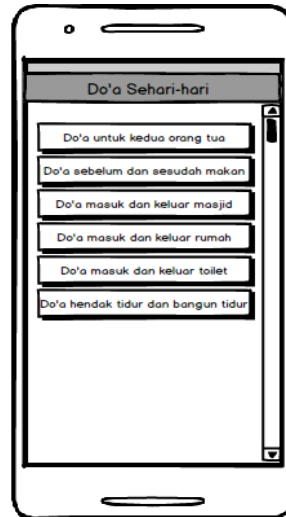 Do'a Sehari-hari
Do'a untuk kedua orang tua
Do'a sebelum dan sesudah makan
Do'a masuk dan keluar masjid
Do'a masuk dan keluar rumah
Do'a masuk dan keluar toilet
Do'a hendak tidur dan bangun tidur